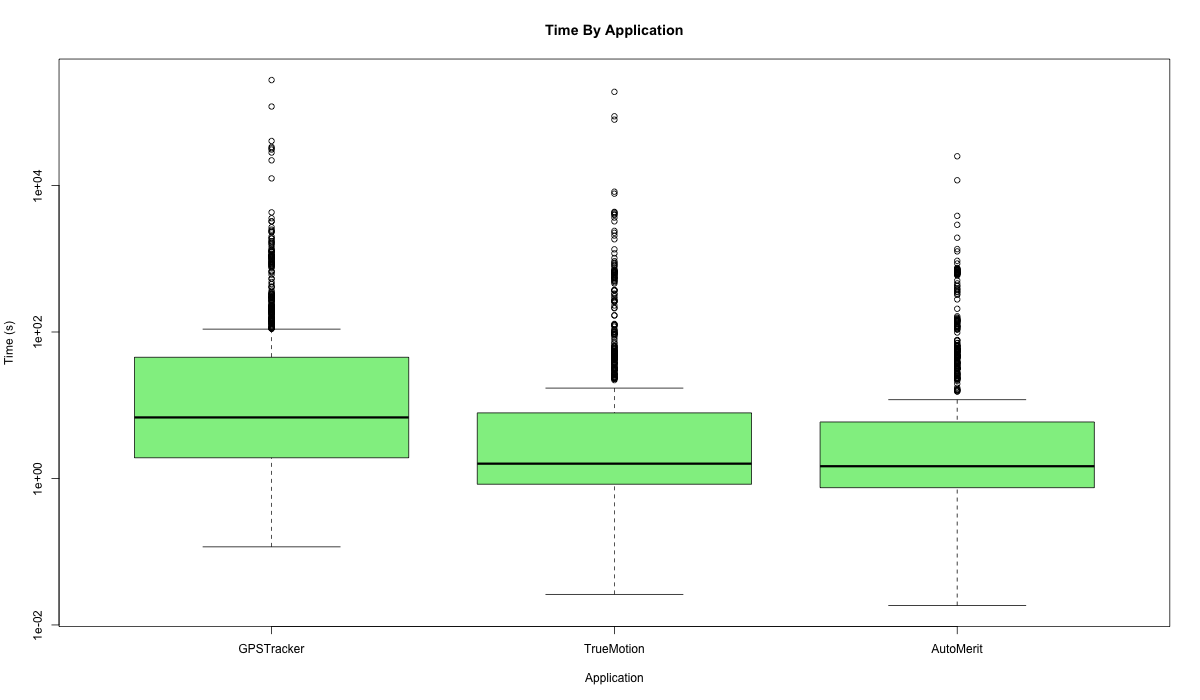 Time By Application
Time (s)
1e+04
1e+02
1e+00
1e-02
GPSTracker
TrueMotion
AutoMerit
Application